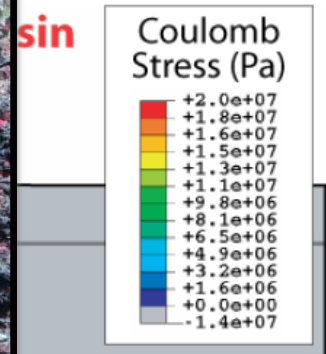 sin
Coulomb
Stress (Pa)
+2.0e+07
+1.8e+07
+1.6e+07
+1.5e+07
+1.3e+07
+1.1e+07
+9.8e+06
+8.1e+06
+6.5e+06
+4.9e+06
+3.2e+06
+1.6e+06
+0.0e+00
-1.4e+07